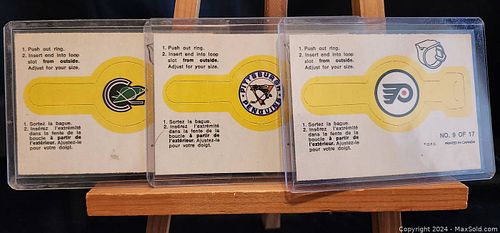 1. Push out ring.
2. Insert end into loop
slot from outside.
Adjust for your size.
1. Sortez la bague.
2. Insérez l'extrémité
dans la fente de la
boucle à partir de
l'extérieur. Ajustez-le
pour votre doigt.
1. Push out ring.
2. Insert end into loop
slot from outside.
Adjust for your size.
PITTSBURGH
PENGUINS
1. Sortez la bague.
2. Insérez l'extrémité
dans la fente de la
boucle à partir de
l'extérieur. Ajustez-le
pour votre doigt.
1. Push out ring.
2. Insert end into loop
slot from outside.
Adjust for your size.
1. Sortez la bague.
2. Insérez l'extrémité
dans la fente de la
boucle à partir de
l'extérieur. Ajustez-le
pour votre doigt.
NO. 9 OF 17
T.C.G. PRINTED IN CANADA
Copyright 2024 - MaxSold.com